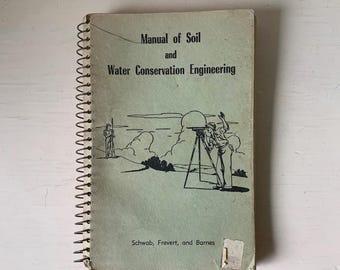 Manual of Soil
and
Water Conservation Engineering
Schwab, Frevert, and Barnes